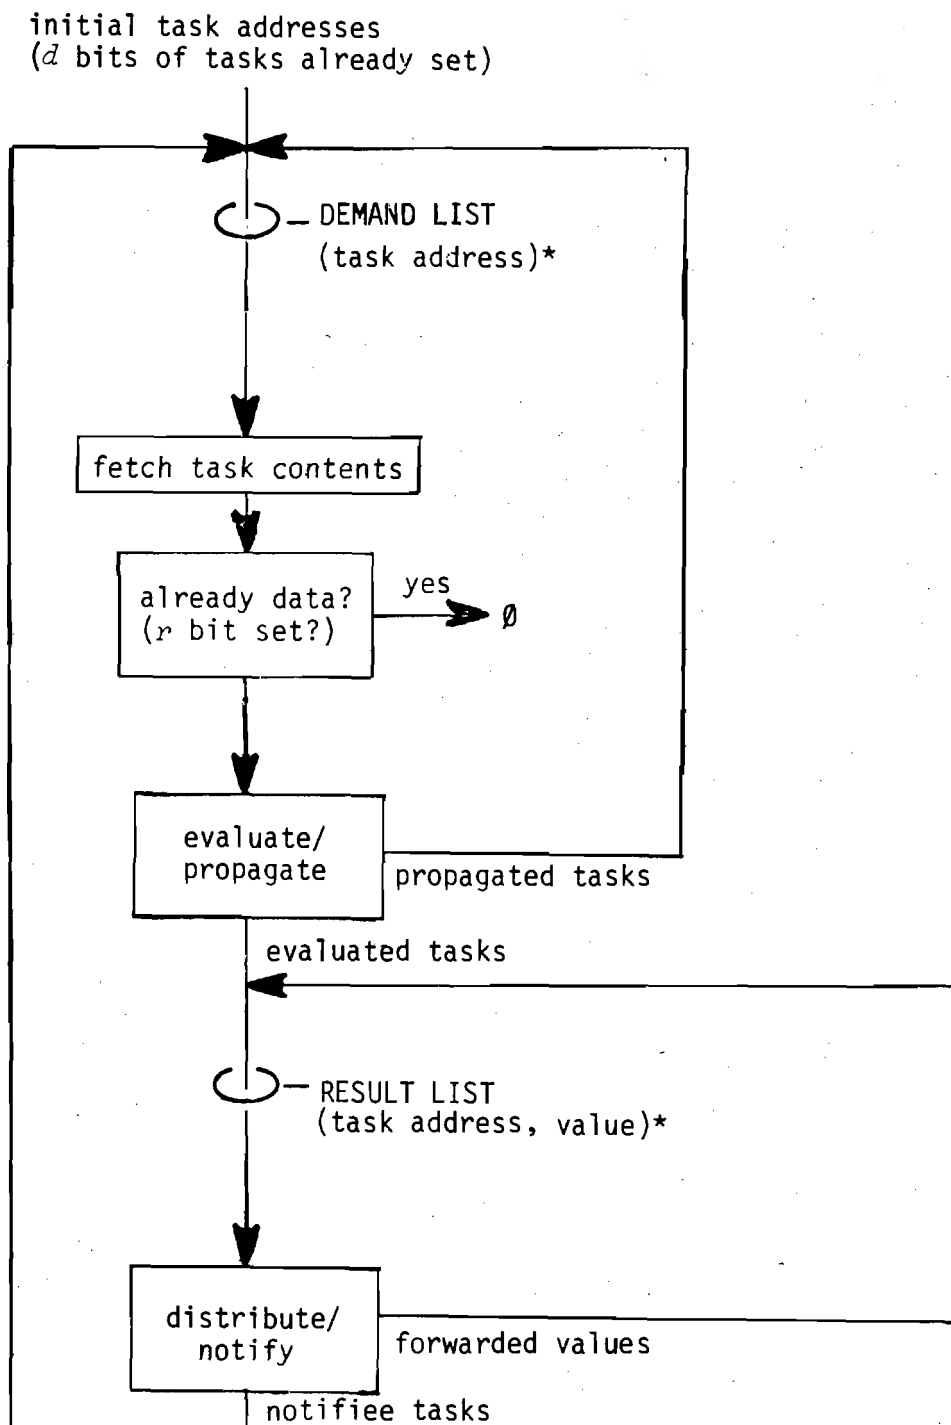 initial task addresses
(d bits of tasks already set)
DEMAND LIST
(task address)*
fetch task contents
already data?
(r bit set?)
yes
∅
evaluate/
propagate
propagated tasks
evaluated tasks
RESULT LIST
(task address, value)*
distribute/
notify
forwarded values
notifiee tasks